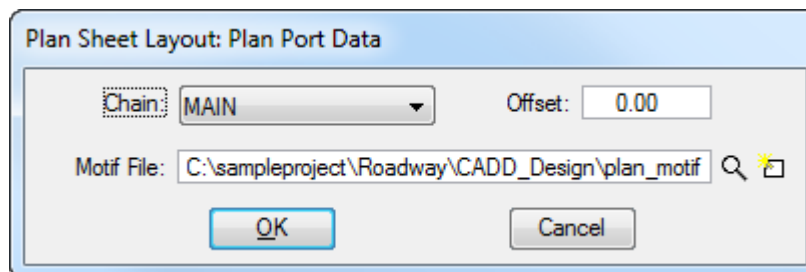 Plan Sheet Layout: Plan Port Data
Chain: MAIN Offset: 0.00
Motif File: C:\sampleproject\Roadway\CADD_Design\plan_motif
OK Cancel